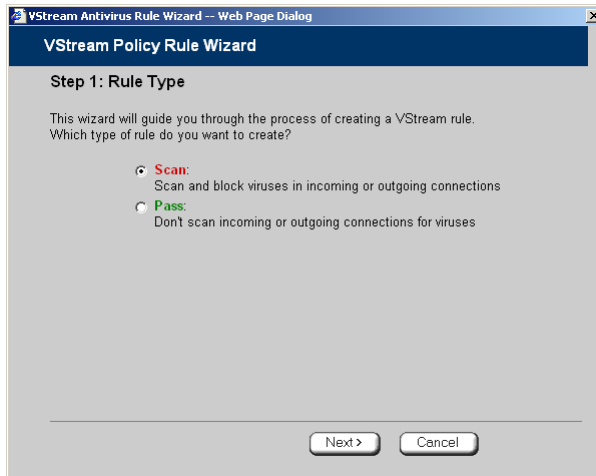 VStream Antivirus Rule Wizard -- Web Page Dialog
VStream Policy Rule Wizard
Step 1: Rule Type
This wizard will guide you through the process of creating a VStream rule.
Which type of rule do you want to create?
Scan:
Scan and block viruses in incoming or outgoing connections
Pass:
Don't scan incoming or outgoing connections for viruses
Next >
Cancel